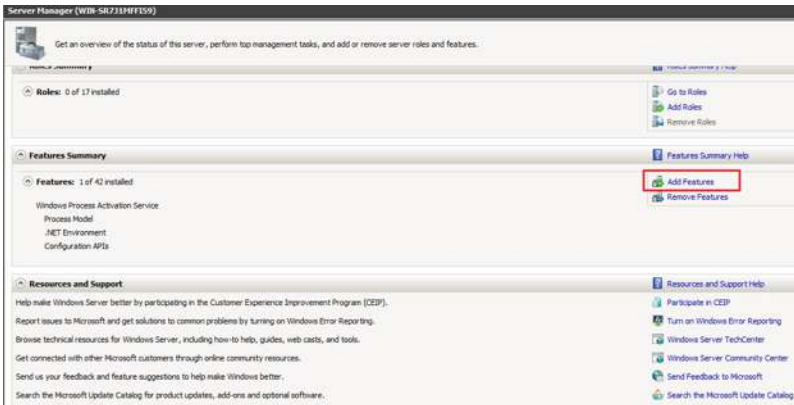 Server Manager (WIN-SR7J1MFFI59)
Get an overview of the status of this server, perform top management tasks, and add or remove server roles and features.
Roles Summary
Roles Summary Help
Roles: 0 of 17 installed
Go to Roles
Add Roles
Remove Roles
Features Summary
Features Summary Help
Features: 1 of 42 installed
Add Features
Remove Features
Windows Process Activation Service
Process Model
.NET Environment
Configuration APIs
Resources and Support
Resources and Support Help
Help make Windows Server better by participating in the Customer Experience Improvement Program (CEIP).
Participate in CEIP
Report issues to Microsoft and get solutions to common problems by turning on Windows Error Reporting.
Turn on Windows Error Reporting
Browse technical resources for Windows Server, including how-to help, guides, web casts, and tools.
Windows Server TechCenter
Get connected with other Microsoft customers through online community resources.
Windows Server Community Center
Send us your feedback and feature suggestions to help make Windows better.
Send Feedback to Microsoft
Search the Microsoft Update Catalog for product updates, add-ons and optional software.
Search the Microsoft Update Catalog